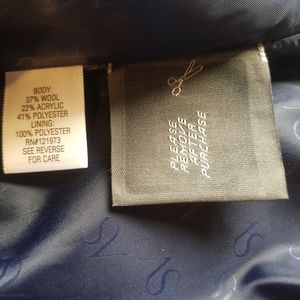 BODY:
37% WOOL
22% ACRYLIC
41% POLYESTER
LINING:
100% POLYESTER
RN#121973
SEE REVERSE
FOR CARE
PLEASE
REMOVE
AFTER
PURCHASE